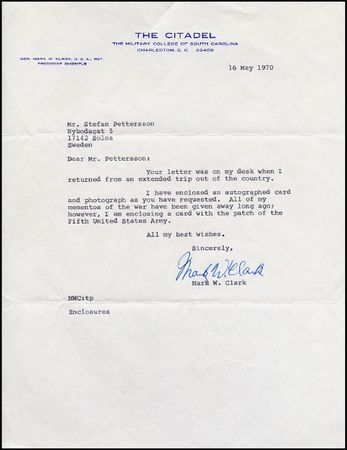 THE CITADEL
THE MILITARY COLLEGE OF SOUTH CAROLINA
CHARLESTON, S. C. 29409
GEN. MARK W. CLARK, U. S. A., RET.
PRESIDENT EMERITUS
16 May 1970
Mr. Stefan Pettersson
Nybodagat 5
17142 Solna
Sweden
Dear Mr. Pettersson:
Your letter was on my desk when I
returned from an extended trip out of the country.
I have enclosed an autographed card
and photograph as you have requested. All of my
mementos of the war have been given away long ago;
however, I am enclosing a card with the patch of the
Fifth United States Army.
All my best wishes.
Sincerely,
Mark W. Clark
Mark W. Clark
MWC:tp
Enclosures